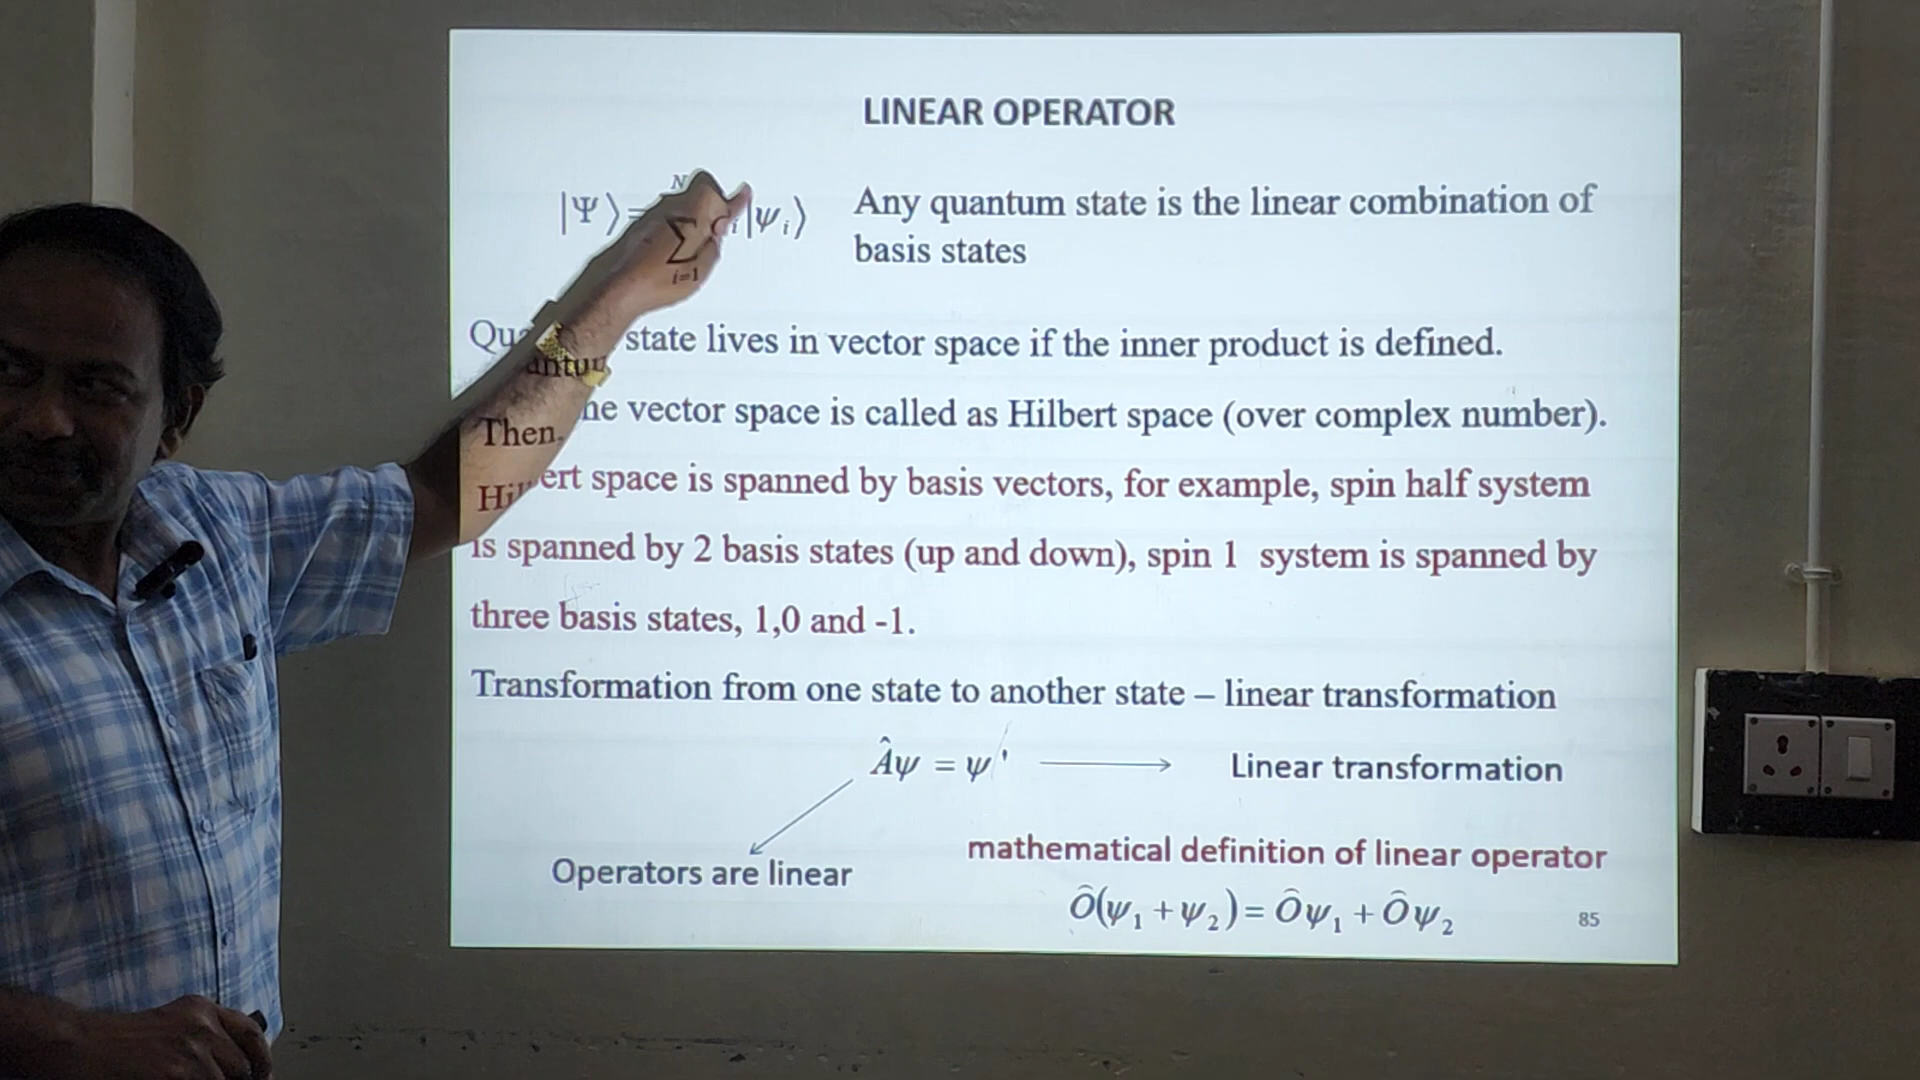 LINEAR OPERATOR
|Ψ⟩= N ∑ i=1 C i |ψ i ⟩ Any quantum state is the linear combination of
basis states
Quantum state lives in vector space if the inner product is defined.
Then, the vector space is called as Hilbert space (over complex number).
Hilbert space is spanned by basis vectors, for example, spin half system
is spanned by 2 basis states (up and down), spin 1 system is spanned by
three basis states, 1,0 and -1.
Transformation from one state to another state – linear transformation
Âψ = ψ' Linear transformation
mathematical definition of linear operator
Operators are linear
Ô(ψ₁ + ψ₂) = Ôψ₁ + Ôψ₂
85